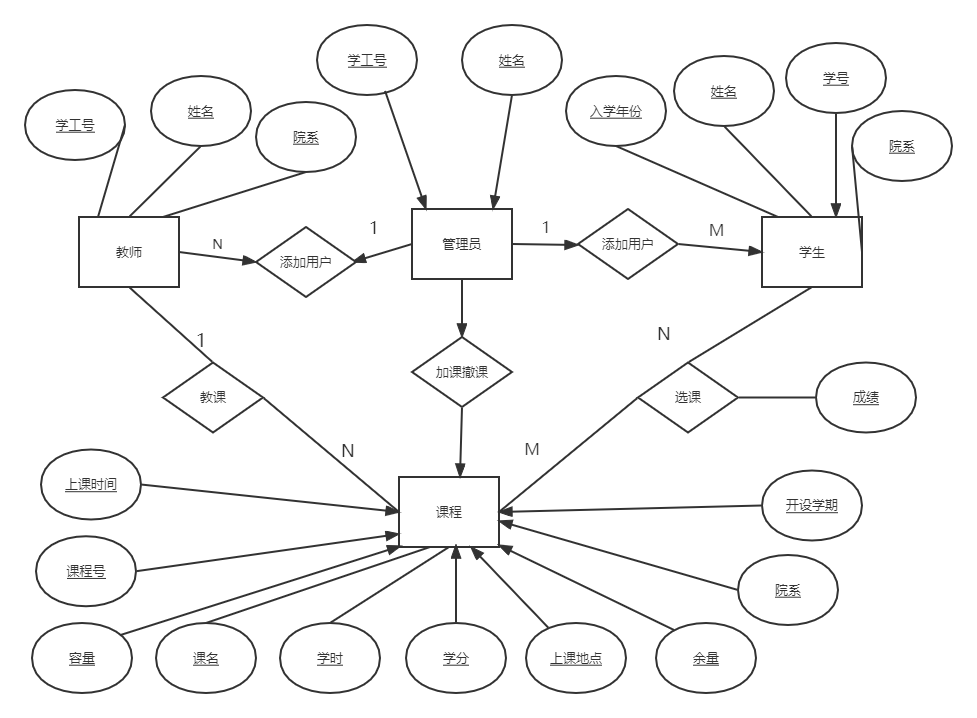 学工号
姓名
入学年份
姓名
学号
学工号
姓名
院系
院系
教师
N
添加用户
1
管理员
1
添加用户
M
学生
1
教课
加课撤课
N
选课
成绩
N
M
上课时间
课程
开设学期
课程号
院系
容量
课名
学时
学分
上课地点
余量